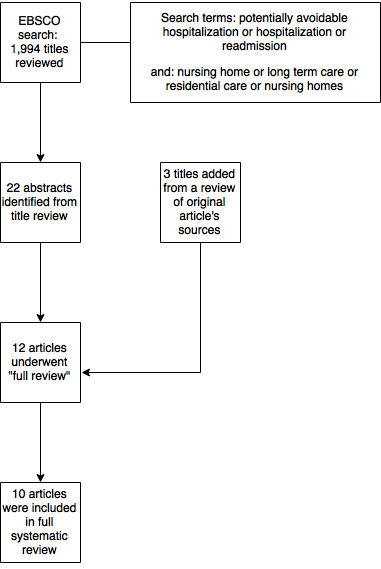 EBSCO
search:
1,994 titles
reviewed
Search terms: potentially avoidable
hospitalization or hospitalization or
readmission
and: nursing home or long term care or
residential care or nursing homes
22 abstracts
identified from
title review
3 titles added
from a review
of original
article's
sources
12 articles
underwent
"full review"
10 articles
were included
in full
systematic
review